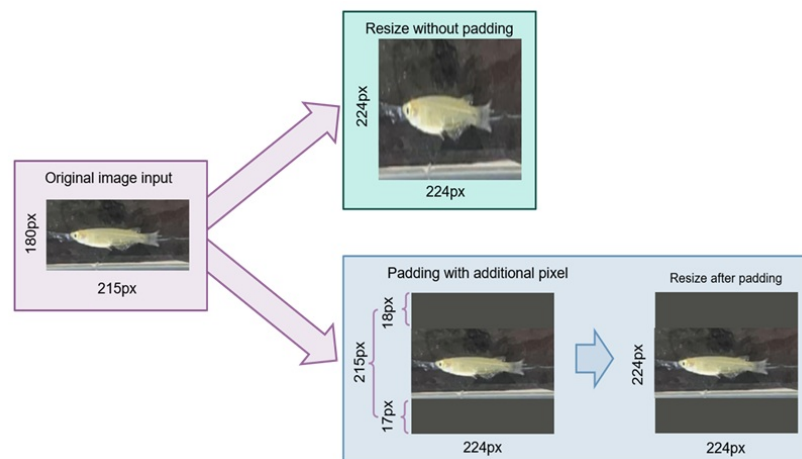 Resize without padding
224px
224px
Original image input
180px
215px
Padding with additional pixel
18px
215px
17px
224px
Resize after padding
224px
224px